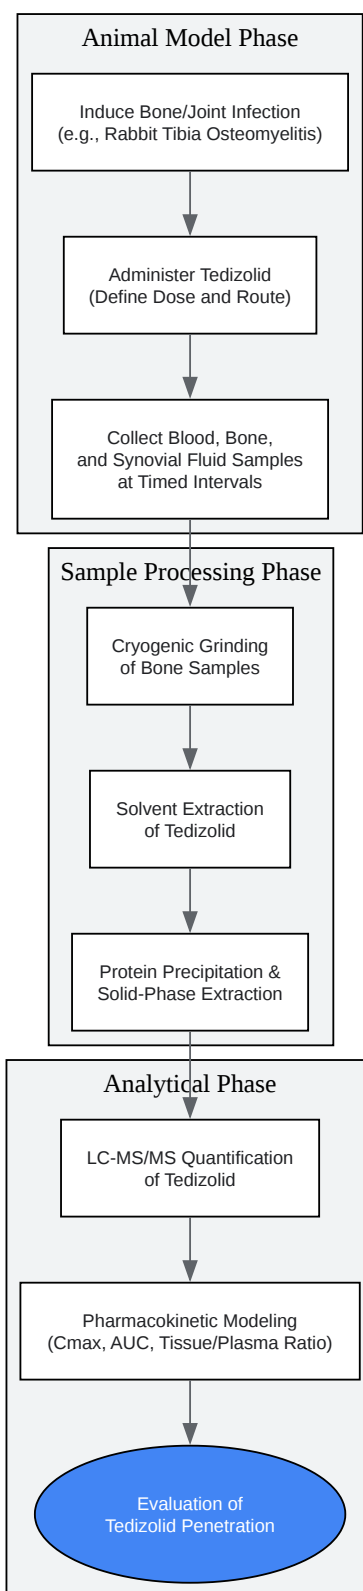 Animal Model Phase
Induce Bone/Joint Infection
(e.g., Rabbit Tibia Osteomyelitis)
Administer Tedizolid
(Define Dose and Route)
Collect Blood, Bone,
and Synovial Fluid Samples
at Timed Intervals
Sample Processing Phase
Cryogenic Grinding
of Bone Samples
Solvent Extraction
of Tedizolid
Protein Precipitation &
Solid-Phase Extraction
Analytical Phase
LC-MS/MS Quantification
of Tedizolid
Pharmacokinetic Modeling
(Cmax, AUC, Tissue/Plasma Ratio)
Evaluation of
Tedizolid Penetration